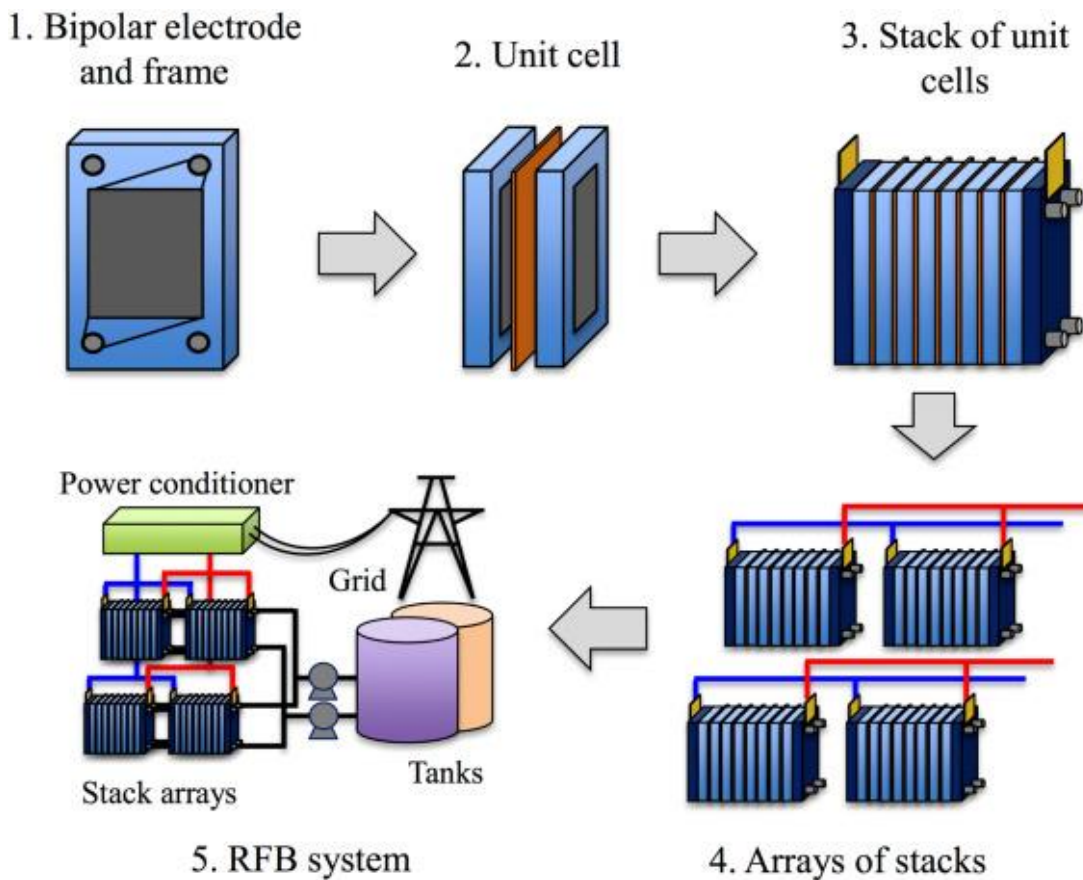 1. Bipolar electrode
and frame
2. Unit cell
3. Stack of unit
cells
Power conditioner
Grid
Tanks
Stack arrays
5. RFB system
4. Arrays of stacks